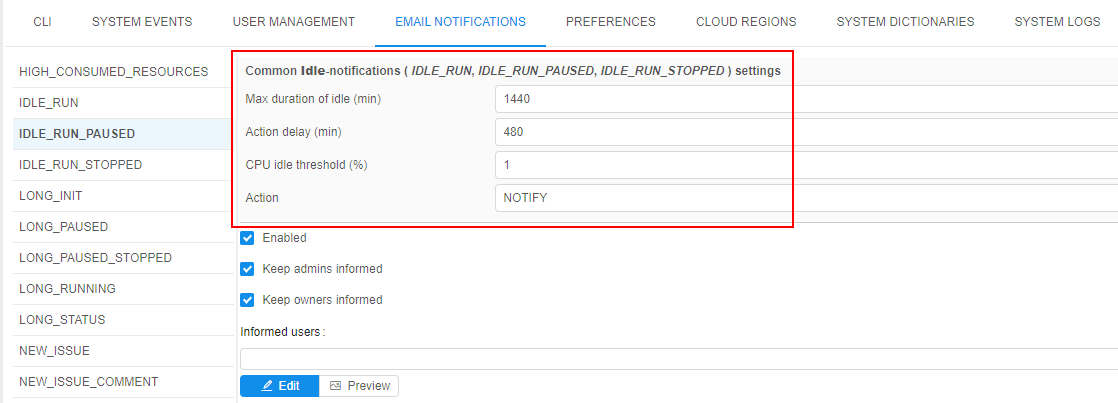 CLI SYSTEM EVENTS USER MANAGEMENT EMAIL NOTIFICATIONS PREFERENCES CLOUD REGIONS SYSTEM DICTIONARIES SYSTEM LOGS
HIGH_CONSUMED_RESOURCES
IDLE_RUN
IDLE_RUN_PAUSED
IDLE_RUN_STOPPED
LONG_INIT
LONG_PAUSED
LONG_PAUSED_STOPPED
LONG_RUNNING
LONG_STATUS
NEW_ISSUE
NEW_ISSUE_COMMENT
Common Idle-notifications ( IDLE_RUN, IDLE_RUN_PAUSED, IDLE_RUN_STOPPED ) settings
Max duration of idle (min) 1440
Action delay (min) 480
CPU idle threshold (%) 1
Action NOTIFY
Enabled
Keep admins informed
Keep owners informed
Informed users :
Edit Preview